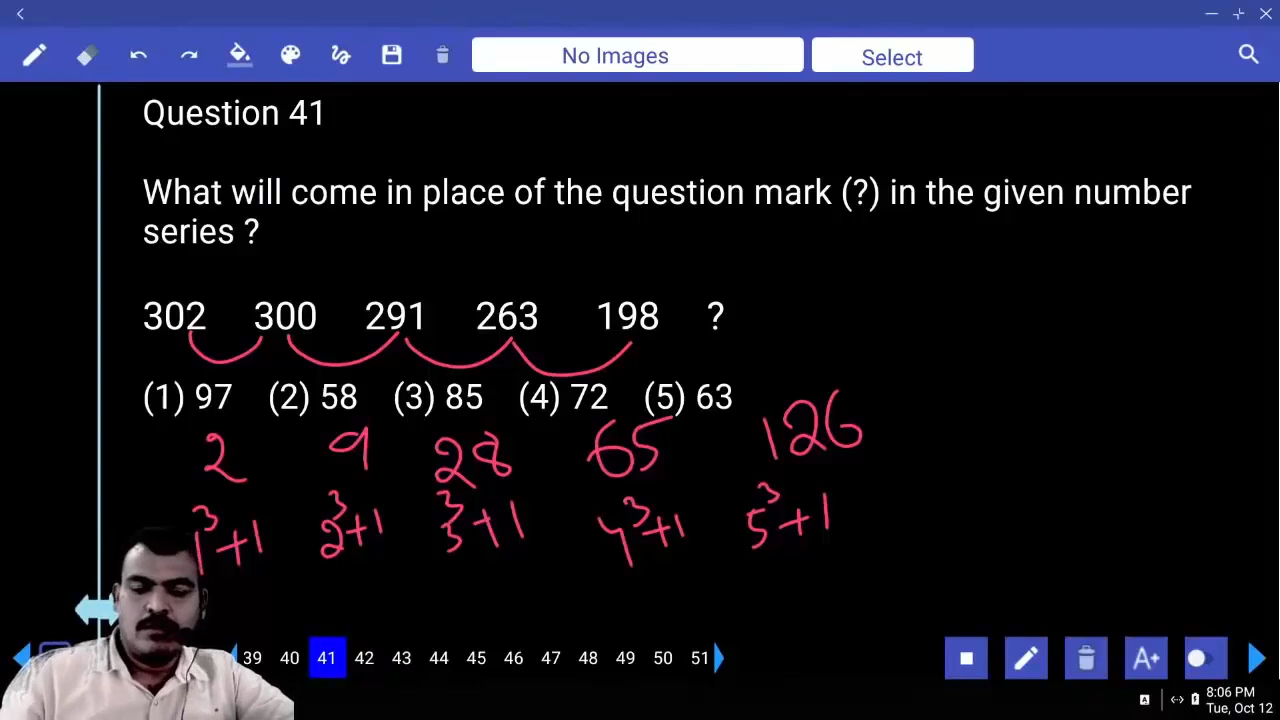 No Images Select
Question 41
What will come in place of the question mark (?) in the given number
series ?
302 300 291 263 198 ?
(1) 97 (2) 58 (3) 85 (4) 72 (5) 63
2 9 28 65 126
1³+1 2³+1 3³+1 4³+1 5³+1
39 40 41 42 43 44 45 46 47 48 49 50 51 A+
A 8:06 PM
Tue, Oct 12